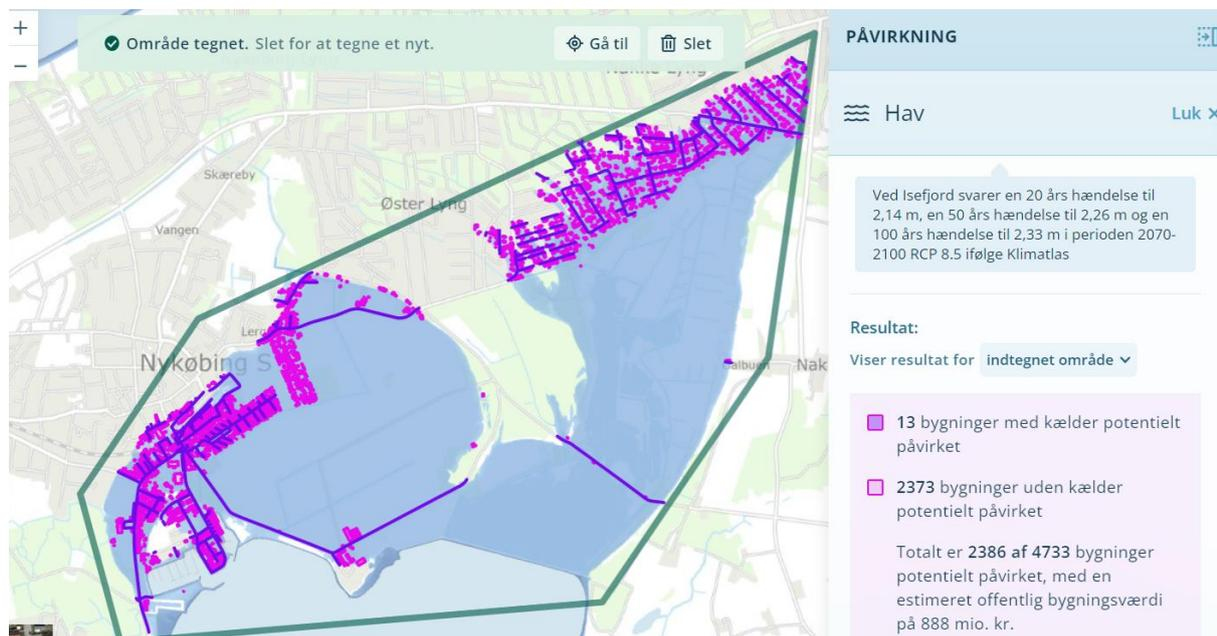 +
Område tegnet. Slet for at tegne et nyt.
Gå til
Slet
−
Skæreby
Øster Lyng
Vangen
Nykøbing S
PÅVIRKNING
Hav
Luk ×
Ved Isefjord svarer en 20 års hændelse til
2,14 m, en 50 års hændelse til 2,26 m og en
100 års hændelse til 2,33 m i perioden 2070-
2100 RCP 8.5 ifølge Klimatlas
Resultat:
Viser resultat for indtegnet område
13 bygninger med kælder potentielt
påvirket
2373 bygninger uden kælder
potentielt påvirket
Totalt er 2386 af 4733 bygninger
potentielt påvirket, med en
estimeret offentlig bygningsværdi
på 888 mio. kr.